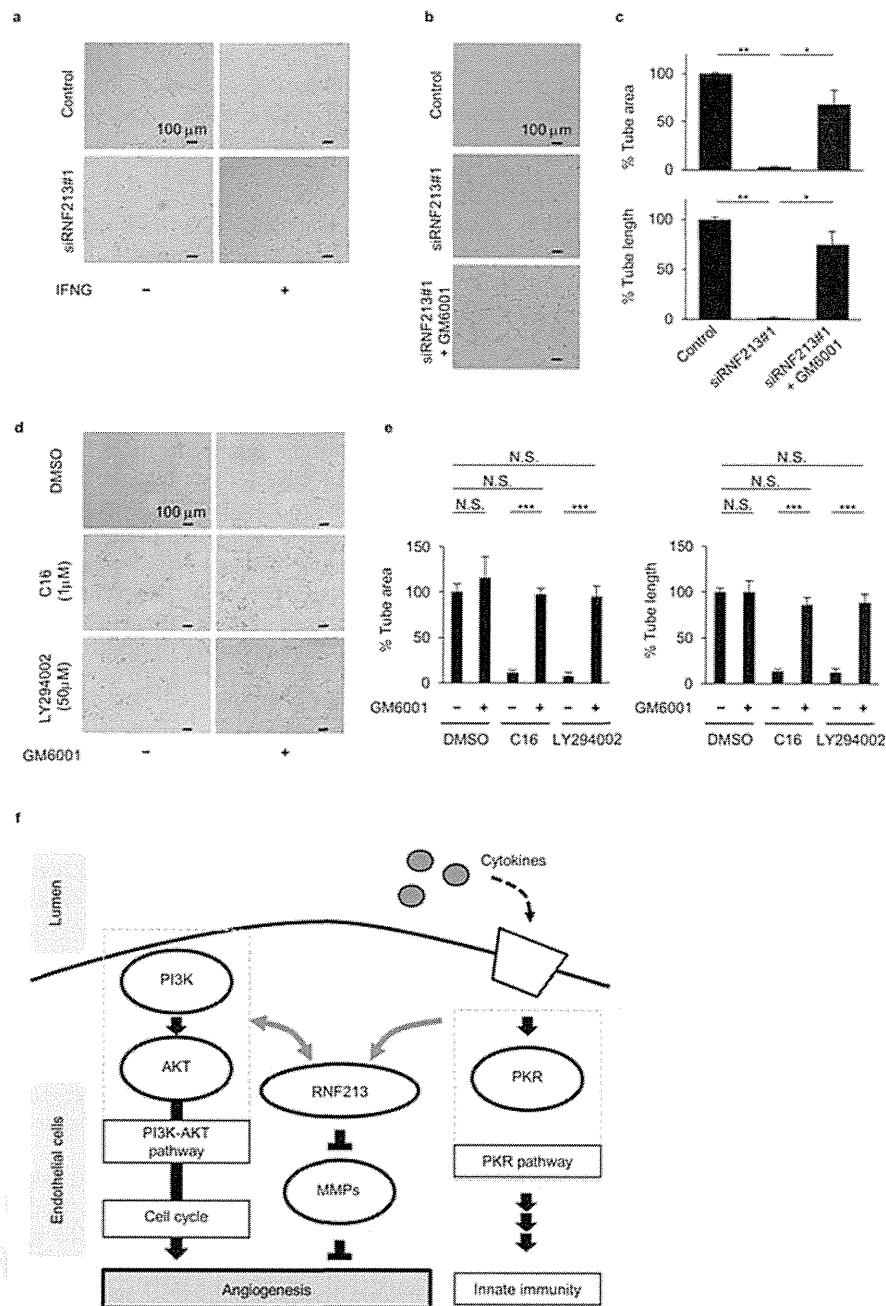 a
Control
siRNF213#1
100 µm
IFNG
–
+
b
Control
siRNF213#1
siRNF213#1
+ GM6001
100 µm
c
% Tube area
100
50
0
**
*
% Tube length
100
50
0
**
*
Control
siRNF213#1
siRNF213#1
+ GM6001
d
DMSO
C16
(1µM)
LY294002
(50µM)
100 µm
GM6001
–
+
e
N.S.
N.S.
N.S.
***
***
% Tube area
150
100
50
0
GM6001
– + – + – +
DMSO C16 LY294002
N.S.
N.S.
N.S.
***
***
% Tube length
150
100
50
0
GM6001
– + – + – +
DMSO C16 LY294002
f
Lumen
Endothelial cells
Cytokines
PI3K
AKT
RNF213
PKR
PI3K-AKT
pathway
MMPs
PKR pathway
Cell cycle
Angiogenesis
Innate immunity